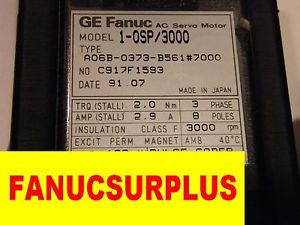 GE Fanuc AC Servo Motor
MODEL 1-OSP/3000
TYPE
A06B-0373-B561#7000
NO C917F1593
DATE 91.07
MADE IN JAPAN
TRQ.(STALL) 2.0 Nm 3 PHASE
AMP.(STALL) 2.9 A 8 POLES
INSULATION CLASS F 3000 rpm
EXCIT PERM MAGNET AMB 40°C
FANUCSURPLUS